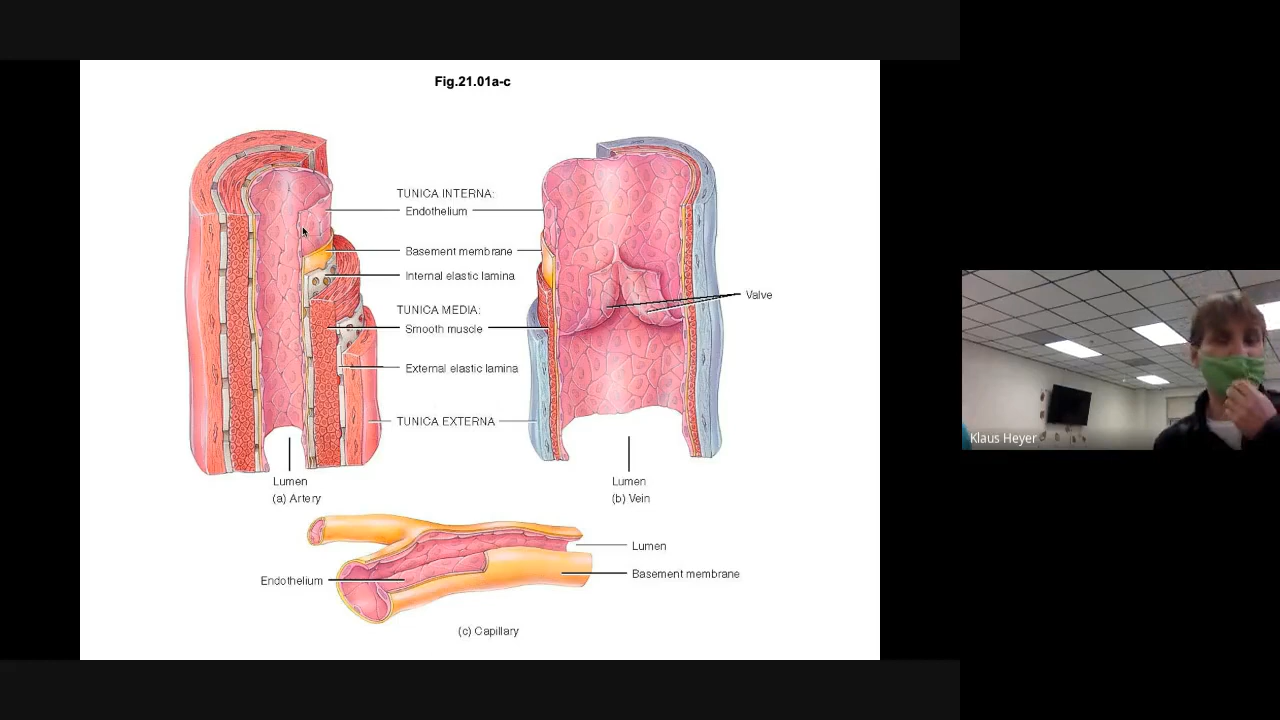 Fig.21.01a-c
TUNICA INTERNA:
Endothelium
Basement membrane
Internal elastic lamina
TUNICA MEDIA:
Smooth muscle
External elastic lamina
TUNICA EXTERNA
Valve
Lumen
(a) Artery
Lumen
(b) Vein
Endothelium
Lumen
Basement membrane
(c) Capillary
Klaus Heyer